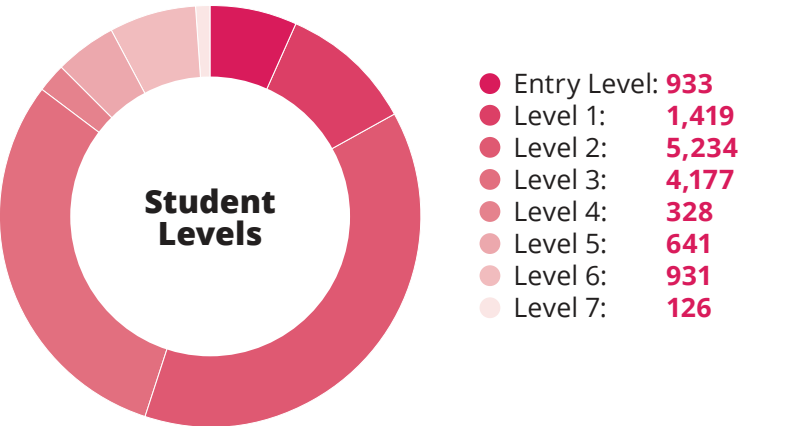 Student
Levels
Entry Level: 933
Level 1: 1,419
Level 2: 5,234
Level 3: 4,177
Level 4: 328
Level 5: 641
Level 6: 931
Level 7: 126